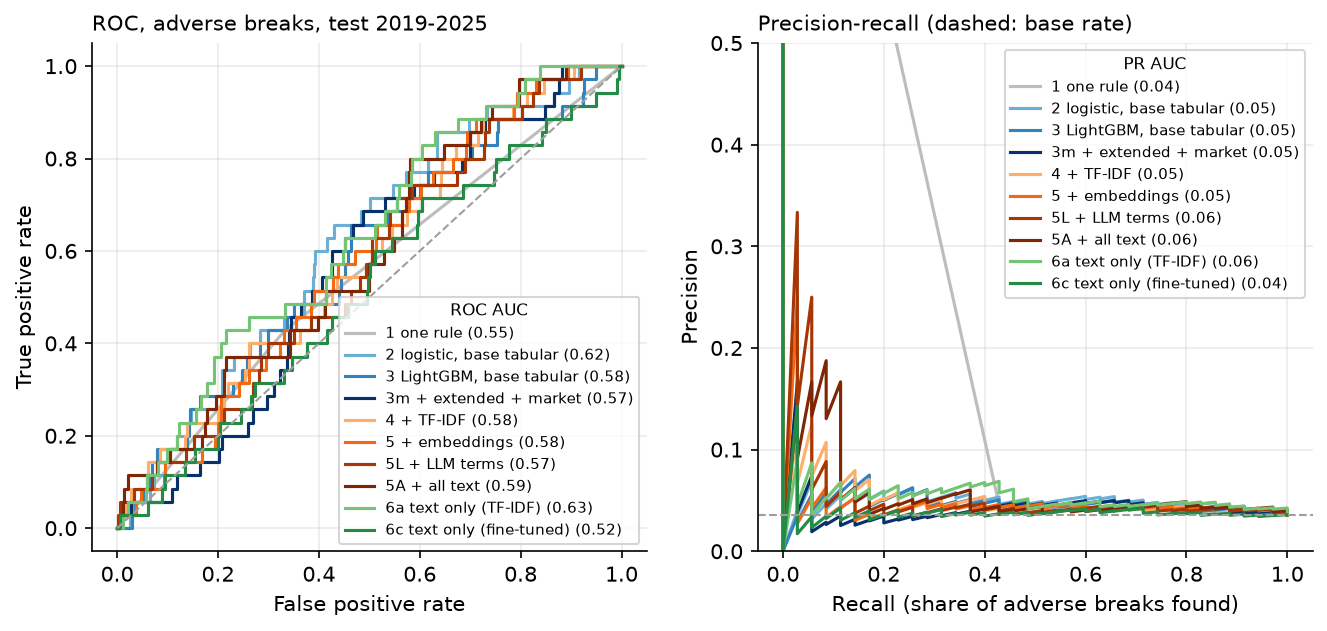 ROC, adverse breaks, test 2019-2025
1.0
0.8
0.6
0.4
0.2
0.0
True positive rate
0.0 0.2 0.4 0.6 0.8 1.0
False positive rate
ROC AUC
1 one rule (0.55)
2 logistic, base tabular (0.62)
3 LightGBM, base tabular (0.58)
3m + extended + market (0.57)
4 + TF-IDF (0.58)
5 + embeddings (0.58)
5L + LLM terms (0.57)
5A + all text (0.59)
6a text only (TF-IDF) (0.63)
6c text only (fine-tuned) (0.52)
Precision-recall (dashed: base rate)
0.5
0.4
0.3
0.2
0.1
0.0
Precision
0.0 0.2 0.4 0.6 0.8 1.0
Recall (share of adverse breaks found)
PR AUC
1 one rule (0.04)
2 logistic, base tabular (0.05)
3 LightGBM, base tabular (0.05)
3m + extended + market (0.05)
4 + TF-IDF (0.05)
5 + embeddings (0.05)
5L + LLM terms (0.06)
5A + all text (0.06)
6a text only (TF-IDF) (0.06)
6c text only (fine-tuned) (0.04)